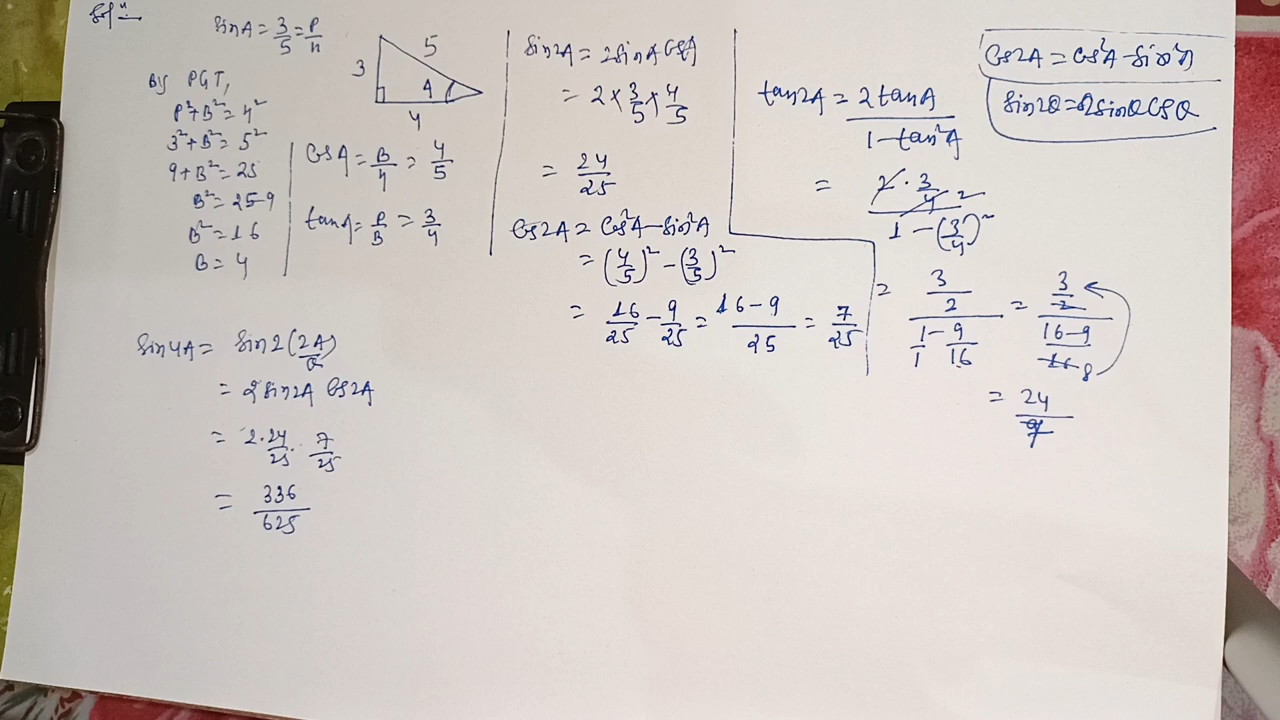 Solⁿ:
sinA = 3/5 = P/h
By PGT,
P²+B² = 4²
3²+B² = 5²
9+B² = 25
B² = 25-9
B² = 16
B = 4
3
5
A
4
CosA = B/4 = 4/5
tanA = P/B = 3/4
Sin2A = 2sinA CosA
= 2 × 3/5 × 4/5
= 24/25
Cos2A = Cos²A - Sin²A
= (4/5)² - (3/5)²
= 16/25 - 9/25 = 16-9/25 = 7/25
tan2A = 2tanA/1-tan²A
= 2·3/4 2/1-(3/4)²
= 3/2/1/1-9/16 = 3/2/16-9/16 8
= 24/7
Cos2A = Cos²A - Sin²A
Sin2θ = 2sinθ Cosθ
Sin4A = Sin2(2A)/θ
= 2 sin2A Cos2A
= 2·24/25 · 7/25
= 336/625